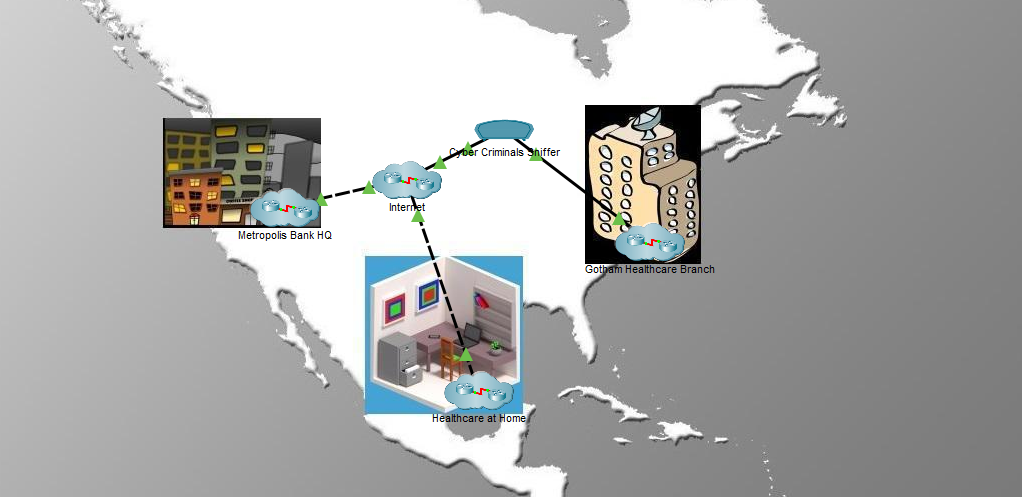 Cyber Criminals Sniffer
Internet
Metropolis Bank HQ
Gotham Healthcare Branch
Healthcare at Home